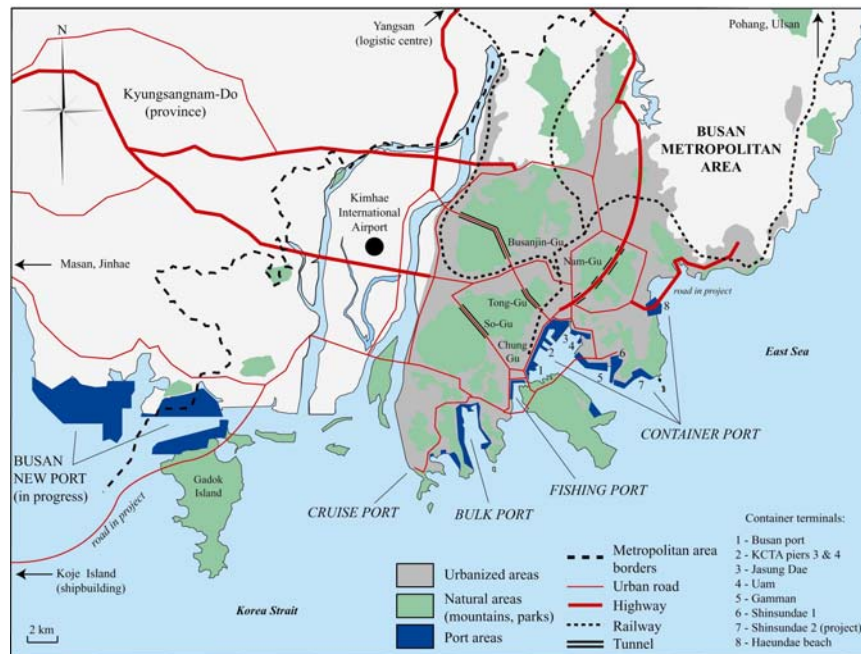 Yangsan
(logistic centre)
Pohang, Ulsan
N
Kyungsangnam-Do
(province)
BUSAN
METROPOLITAN
AREA
Kimhae
International
Airport
Busanjin-Gu
Nam-Gu
Masan, Jinhae
road in project
Tong-Gu
So-Gu
Chung
Gu
8
3
2
4
1
6
5
7
East Sea
CONTAINER PORT
BUSAN
NEW PORT
(in progress)
Gadok
Island
FISHING PORT
CRUISE PORT
BULK PORT
road in project
Koje Island
(shipbuilding)
Korea Strait
2 km
Urbanized areas
Natural areas
(mountains, parks)
Port areas
Metropolitan area
borders
Urban road
Highway
Railway
Tunnel
Container terminals:
1 - Busan port
2 - KCTA piers 3 & 4
3 - Jasung Dae
4 - Uam
5 - Gamman
6 - Shinsundae 1
7 - Shinsundae 2 (project)
8 - Haeundae beach